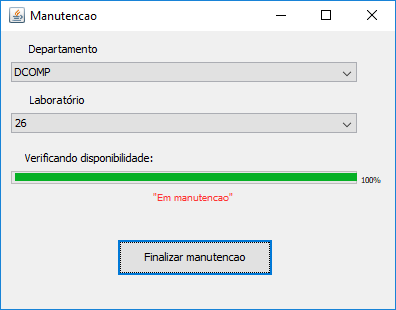 Manutencao
Departamento
DCOMP
Laboratório
26
Verificando disponibilidade:
100%
"Em manutencao"
Finalizar manutencao